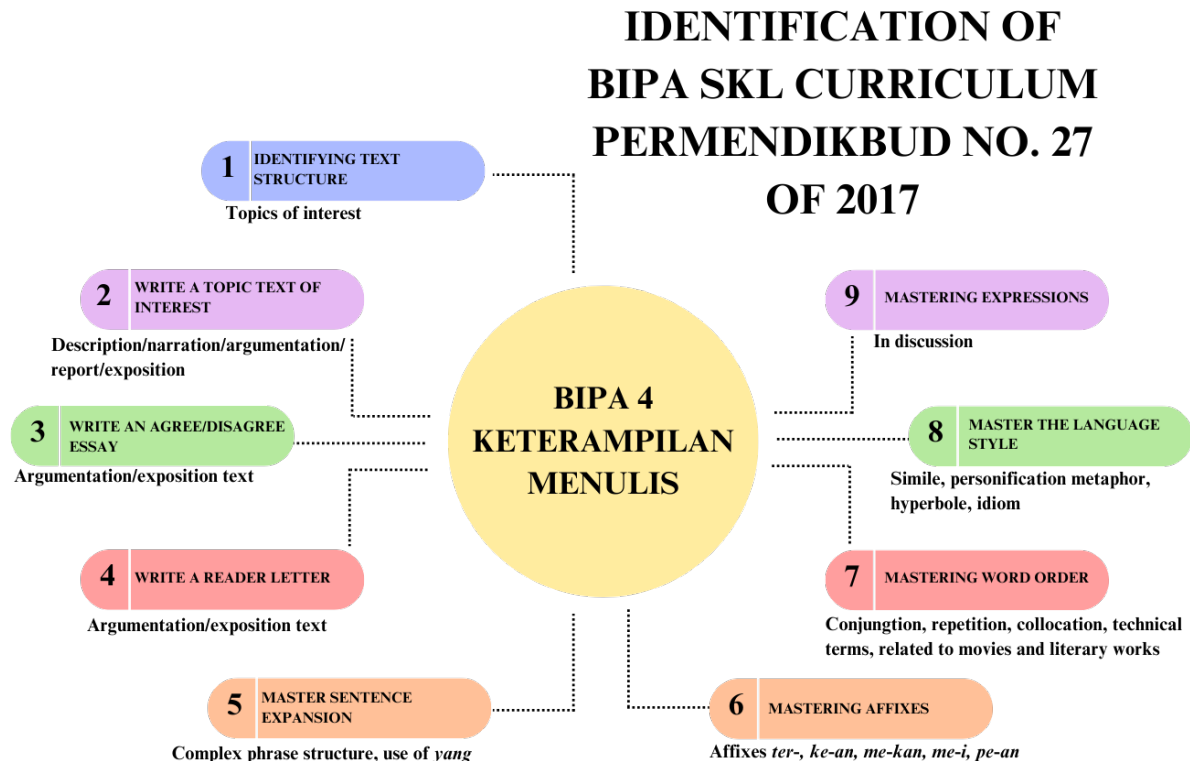 IDENTIFICATION OF
BIPA SKL CURRICULUM
PERMENDIKBUD NO. 27
OF 2017
1
IDENTIFYING TEXT
STRUCTURE
Topics of interest
2
WRITE A TOPIC TEXT OF
INTEREST
Description/narration/argumentation/
report/exposition
3
WRITE AN AGREE/DISAGREE
ESSAY
Argumentation/exposition text
4
WRITE A READER LETTER
Argumentation/exposition text
5
MASTER SENTENCE
EXPANSION
Complex phrase structure, use of yang
BIPA 4
KETERAMPILAN
MENULIS
6
MASTERING AFFIXES
Affixes ter-, ke-an, me-kan, me-i, pe-an
7
MASTERING WORD ORDER
Conjungtion, repetition, collocation, technical
terms, related to movies and literary works
8
MASTER THE LANGUAGE
STYLE
Simile, personification metaphor,
hyperbole, idiom
9
MASTERING EXPRESSIONS
In discussion